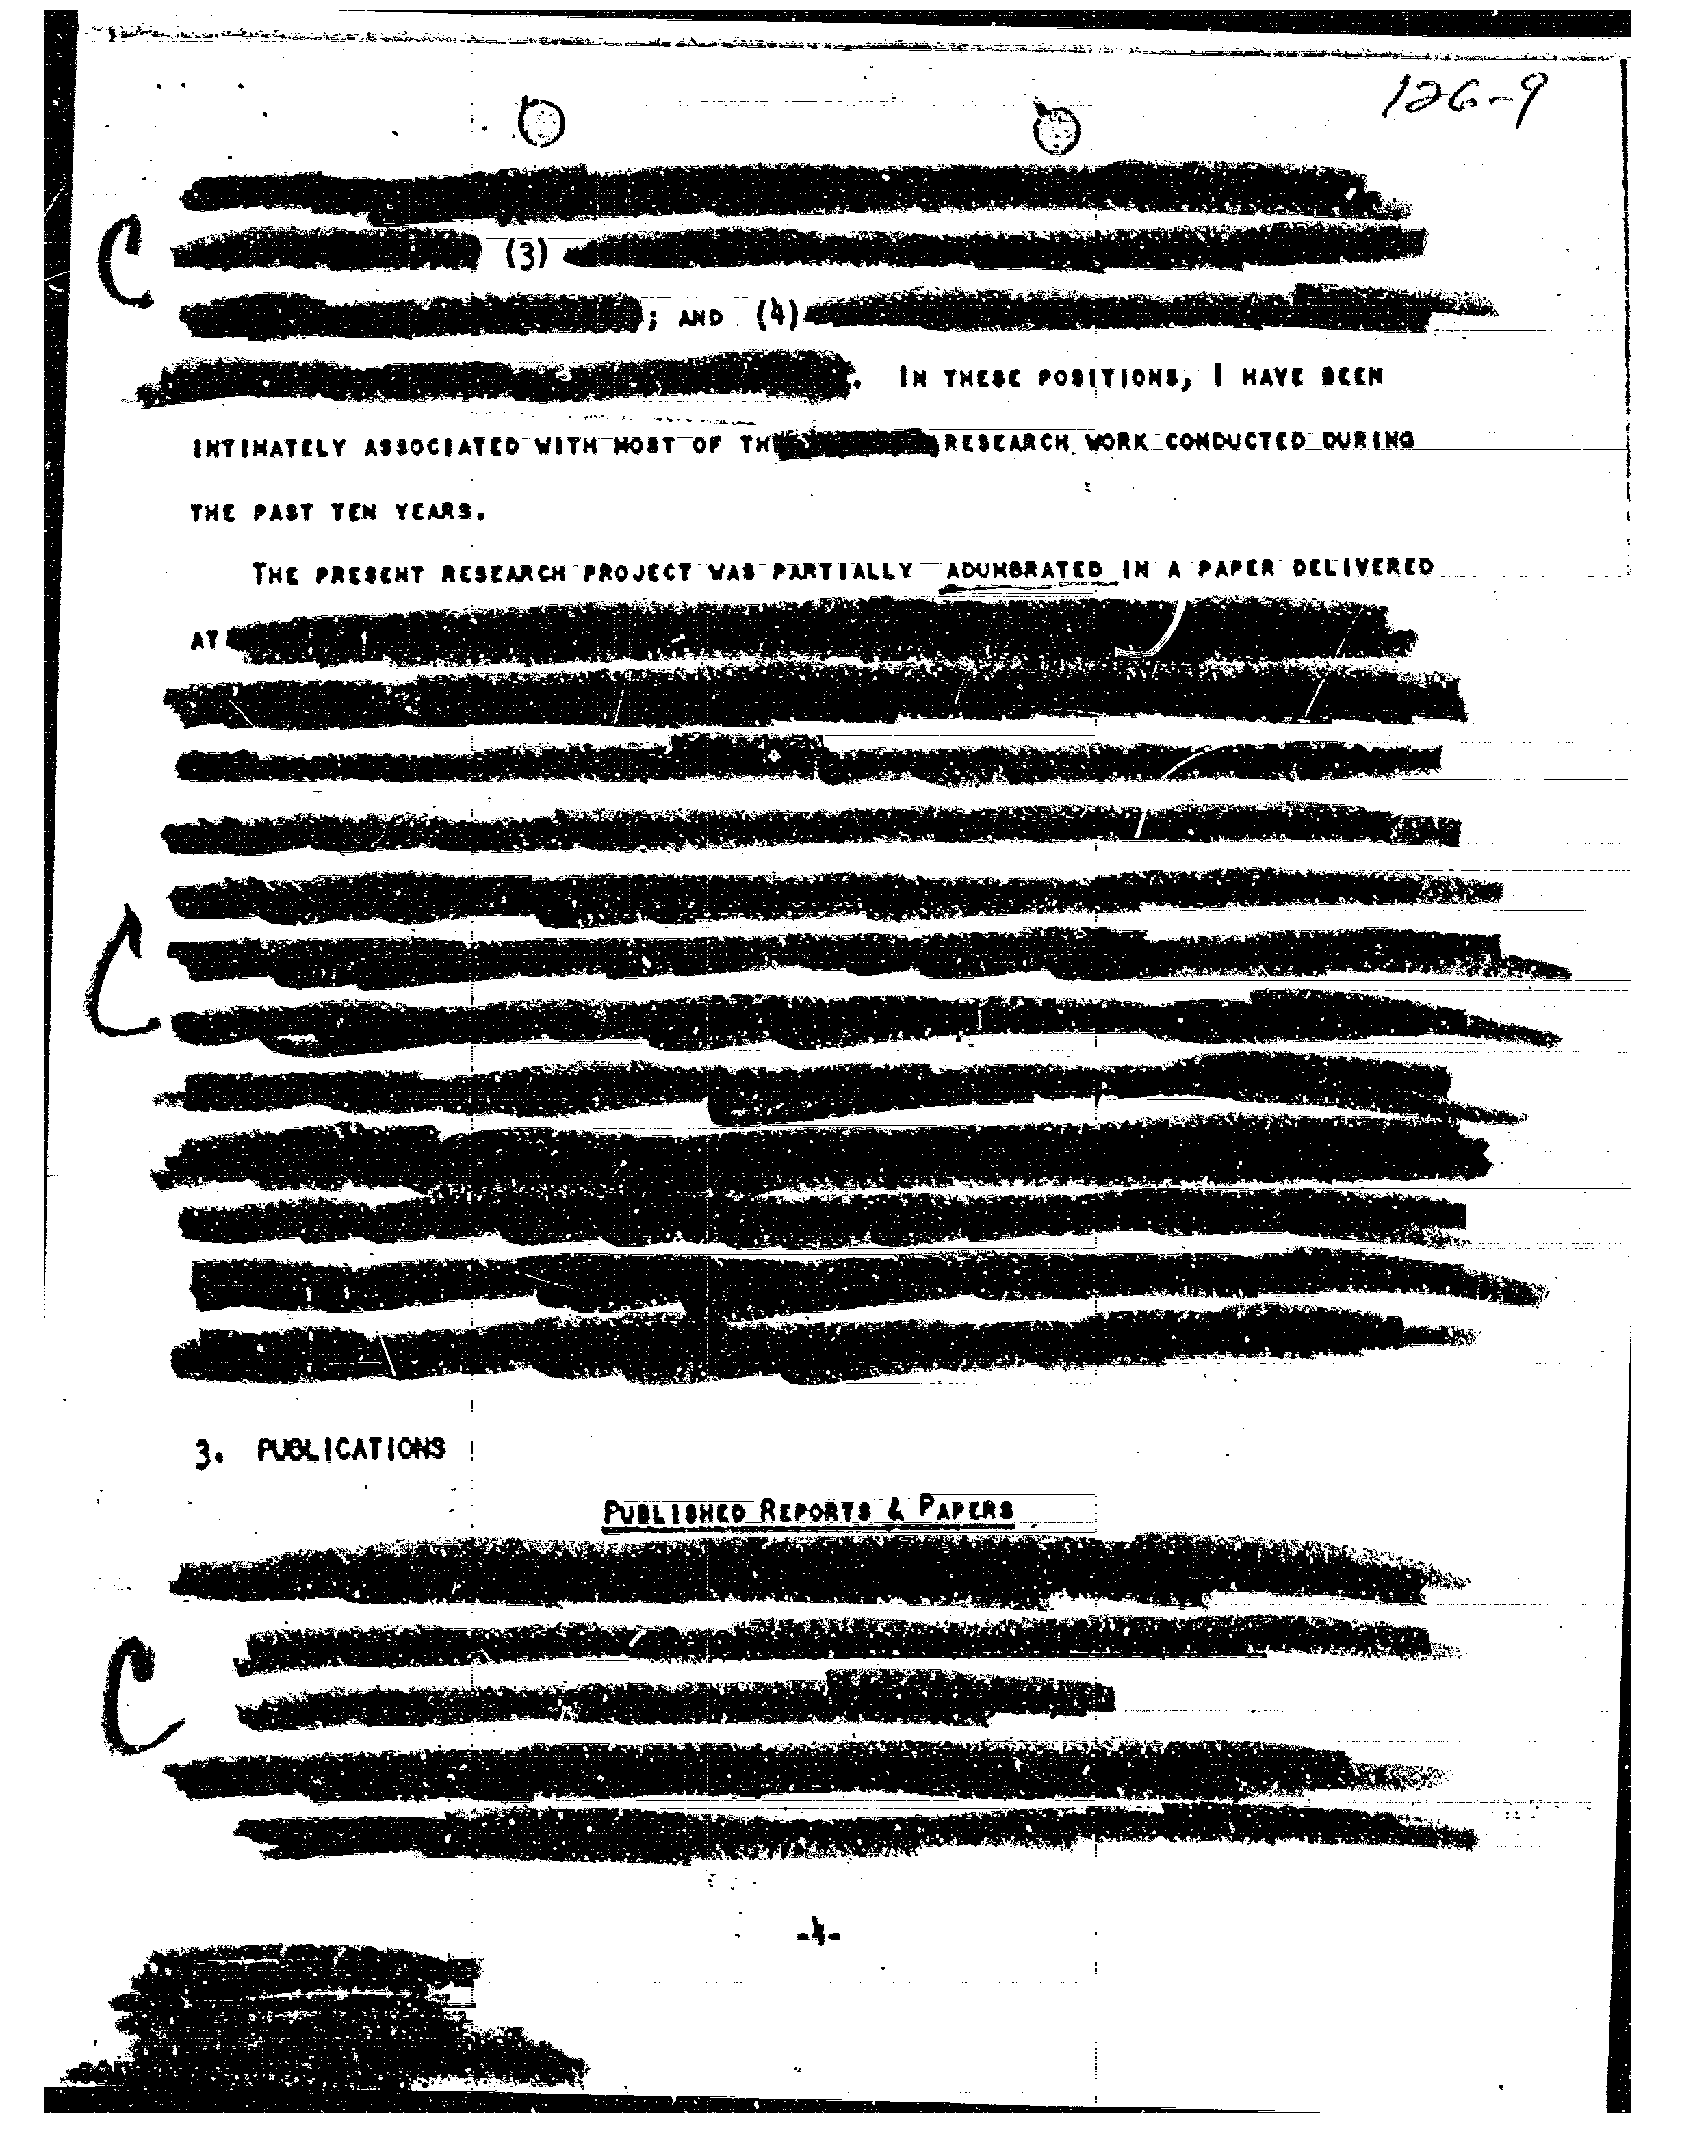 126-9
C
(3)
; AND (4)
. IN THESE POSITIONS, I HAVE BEEN
INTIMATELY ASSOCIATED WITH MOST OF TH RESEARCH WORK CONDUCTED DURING
THE PAST TEN YEARS.
THE PRESENT RESEARCH PROJECT WAS PARTIALLY ADUMBRATED IN A PAPER DELIVERED
AT
C
3. PUBLICATIONS
PUBLISHED REPORTS & PAPERS
C
-4-